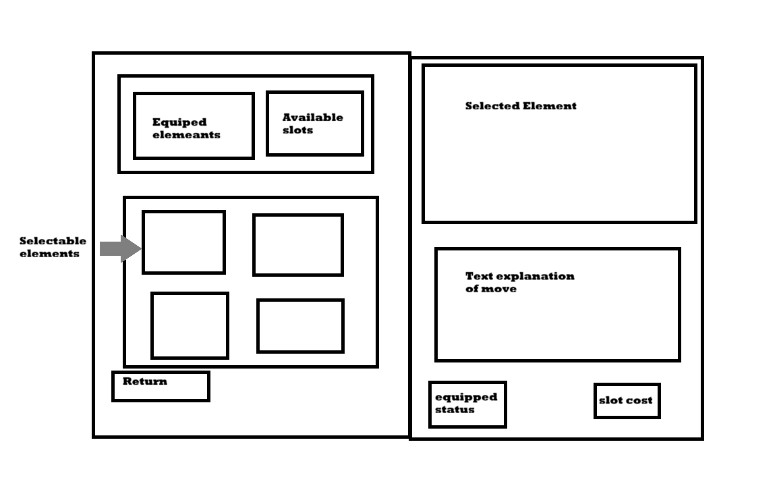 Equiped
elemeants
Available
slots
Selectable
elements
Return
Selected Element
Text explanation
of move
equipped
status
slot cost